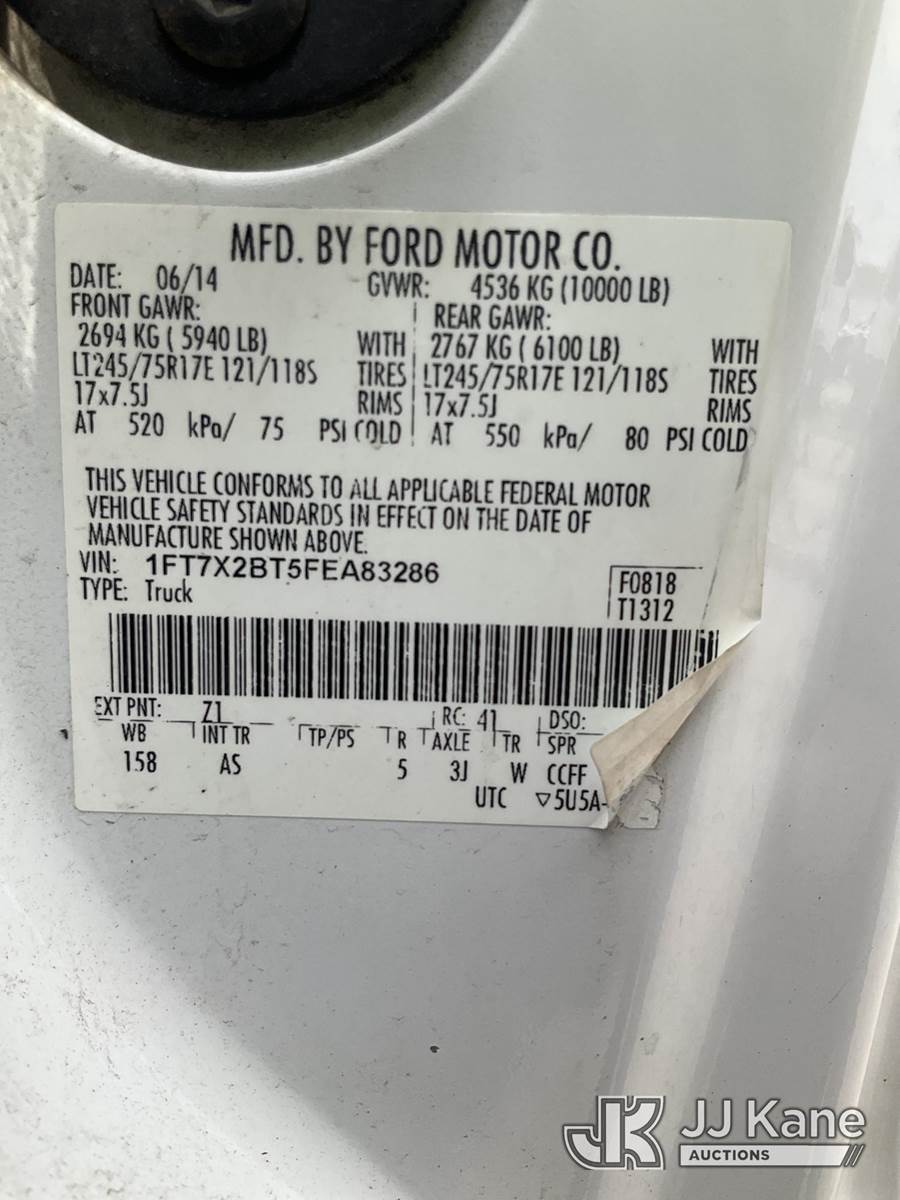 MFD. BY FORD MOTOR CO.
DATE: 06/14 GVWR: 4536 KG (10000 LB)
FRONT GAWR: REAR GAWR:
2694 KG ( 5940 LB) WITH 2767 KG ( 6100 LB) WITH
LT245/75R17E 121/118S TIRES LT245/75R17E 121/118S TIRES
17x7.5J RIMS 17x7.5J RIMS
AT 520 kPa/ 75 PSI COLD AT 550 kPa/ 80 PSI COLD
THIS VEHICLE CONFORMS TO ALL APPLICABLE FEDERAL MOTOR
VEHICLE SAFETY STANDARDS IN EFFECT ON THE DATE OF
MANUFACTURE SHOWN ABOVE.
VIN: 1FT7X2BT5FEA83286 F0818
TYPE: Truck T1312
EXT PNT: Z1 RC: 41 DSO:
WB INT TR TP/PS R AXLE TR SPR
158 AS 5 3J W CCFF
UTC ▽5U5A-
JK JJ Kane
AUCTIONS